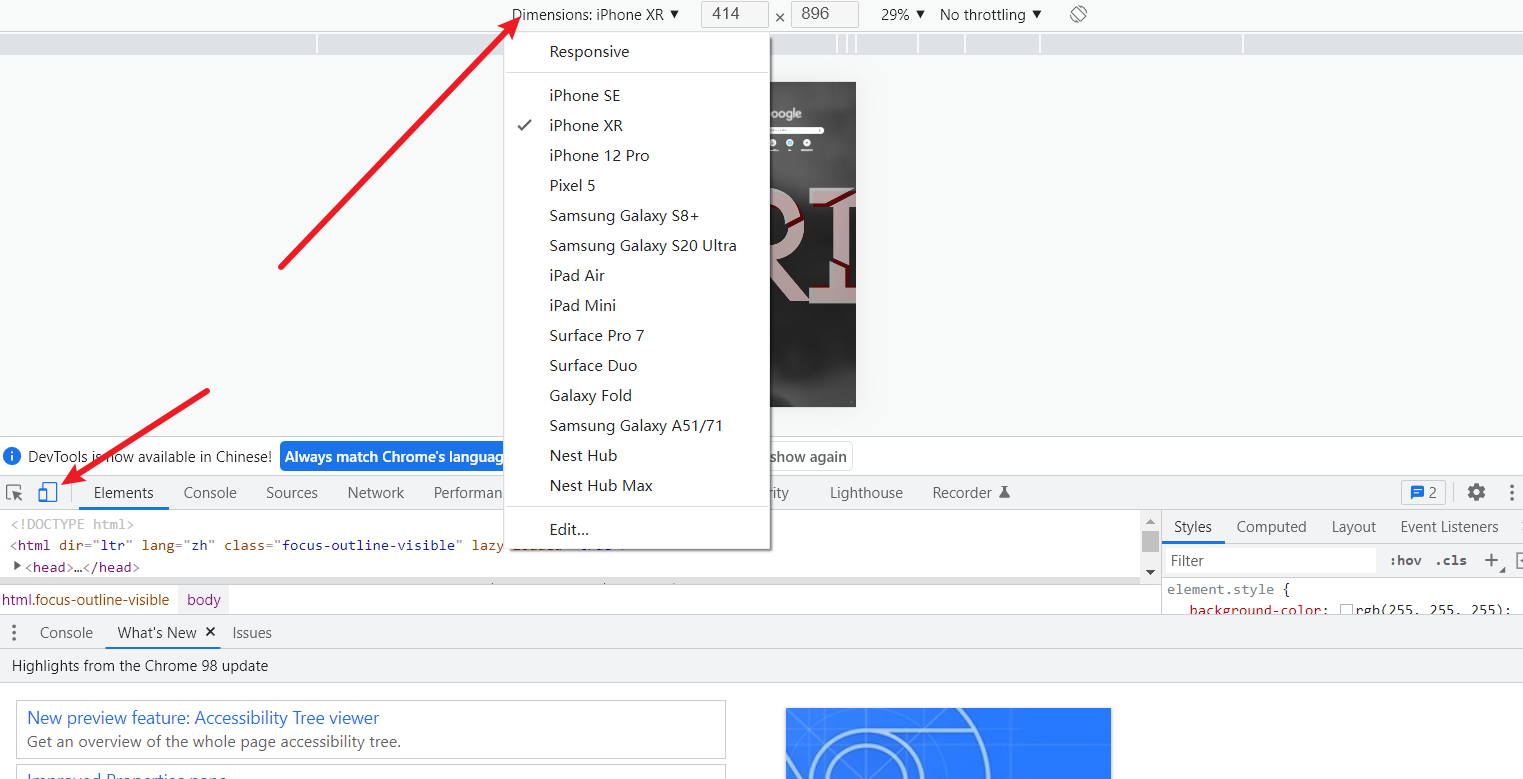 Dimensions: iPhone XR ▼ 414 × 896 29% ▼ No throttling ▼
Responsive
iPhone SE
iPhone XR
iPhone 12 Pro
Pixel 5
Samsung Galaxy S8+
Samsung Galaxy S20 Ultra
iPad Air
iPad Mini
Surface Pro 7
Surface Duo
Galaxy Fold
Samsung Galaxy A51/71
Nest Hub
Nest Hub Max
Edit...
oogle
RI
DevTools is now available in Chinese! Always match Chrome's languag show again
Elements Console Sources Network Performan ity Lighthouse Recorder 2
<!DOCTYPE html>
<html dir="ltr" lang="zh" class="focus-outline-visible" lazy
<head>…</head>
html.focus-outline-visible body
Styles Computed Layout Event Listeners
Filter :hov .cls +
element.style {
background-color: rgb(255, 255, 255);
Console What's New × Issues
Highlights from the Chrome 98 update
New preview feature: Accessibility Tree viewer
Get an overview of the whole page accessibility tree.
Improved Properties pane